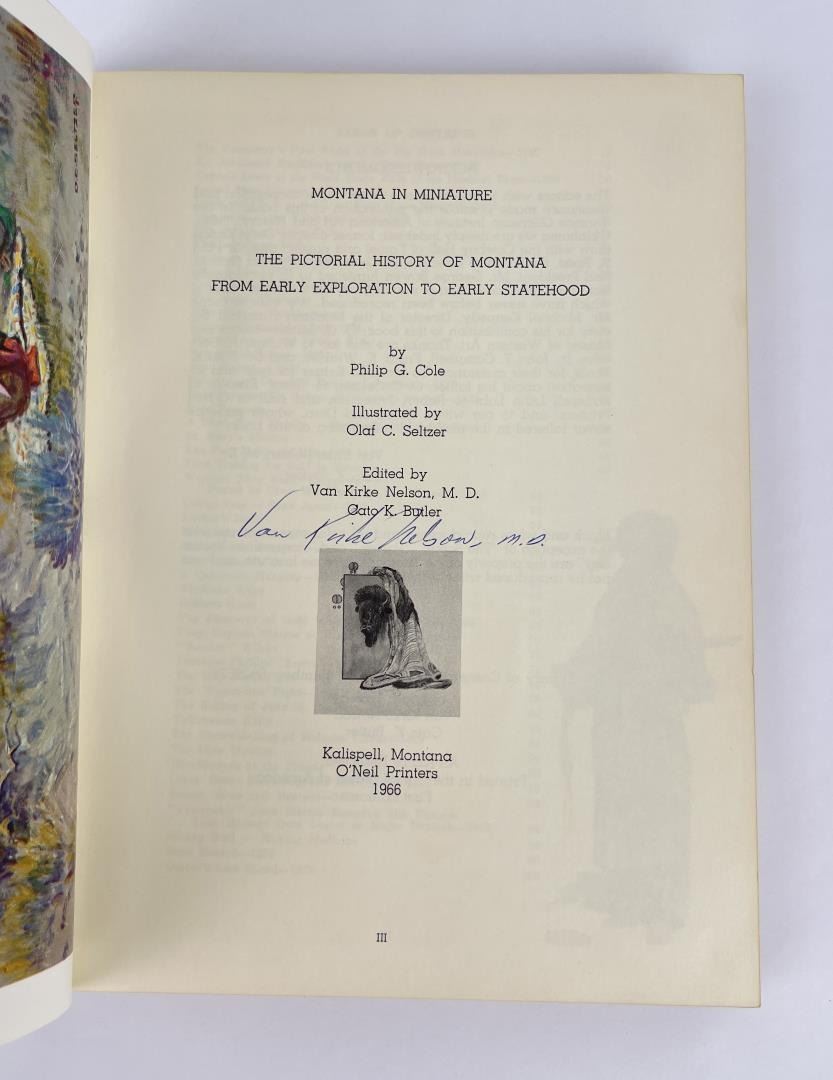 O.C. SELTZER
MONTANA IN MINIATURE
THE PICTORIAL HISTORY OF MONTANA
FROM EARLY EXPLORATION TO EARLY STATEHOOD
by
Philip G. Cole
Illustrated by
Olaf C. Seltzer
Edited by
Van Kirke Nelson, M. D.
Cato K. Butler
Van Kirke Nelson, M.D.
Kalispell, Montana
O'Neil Printers
1966
III